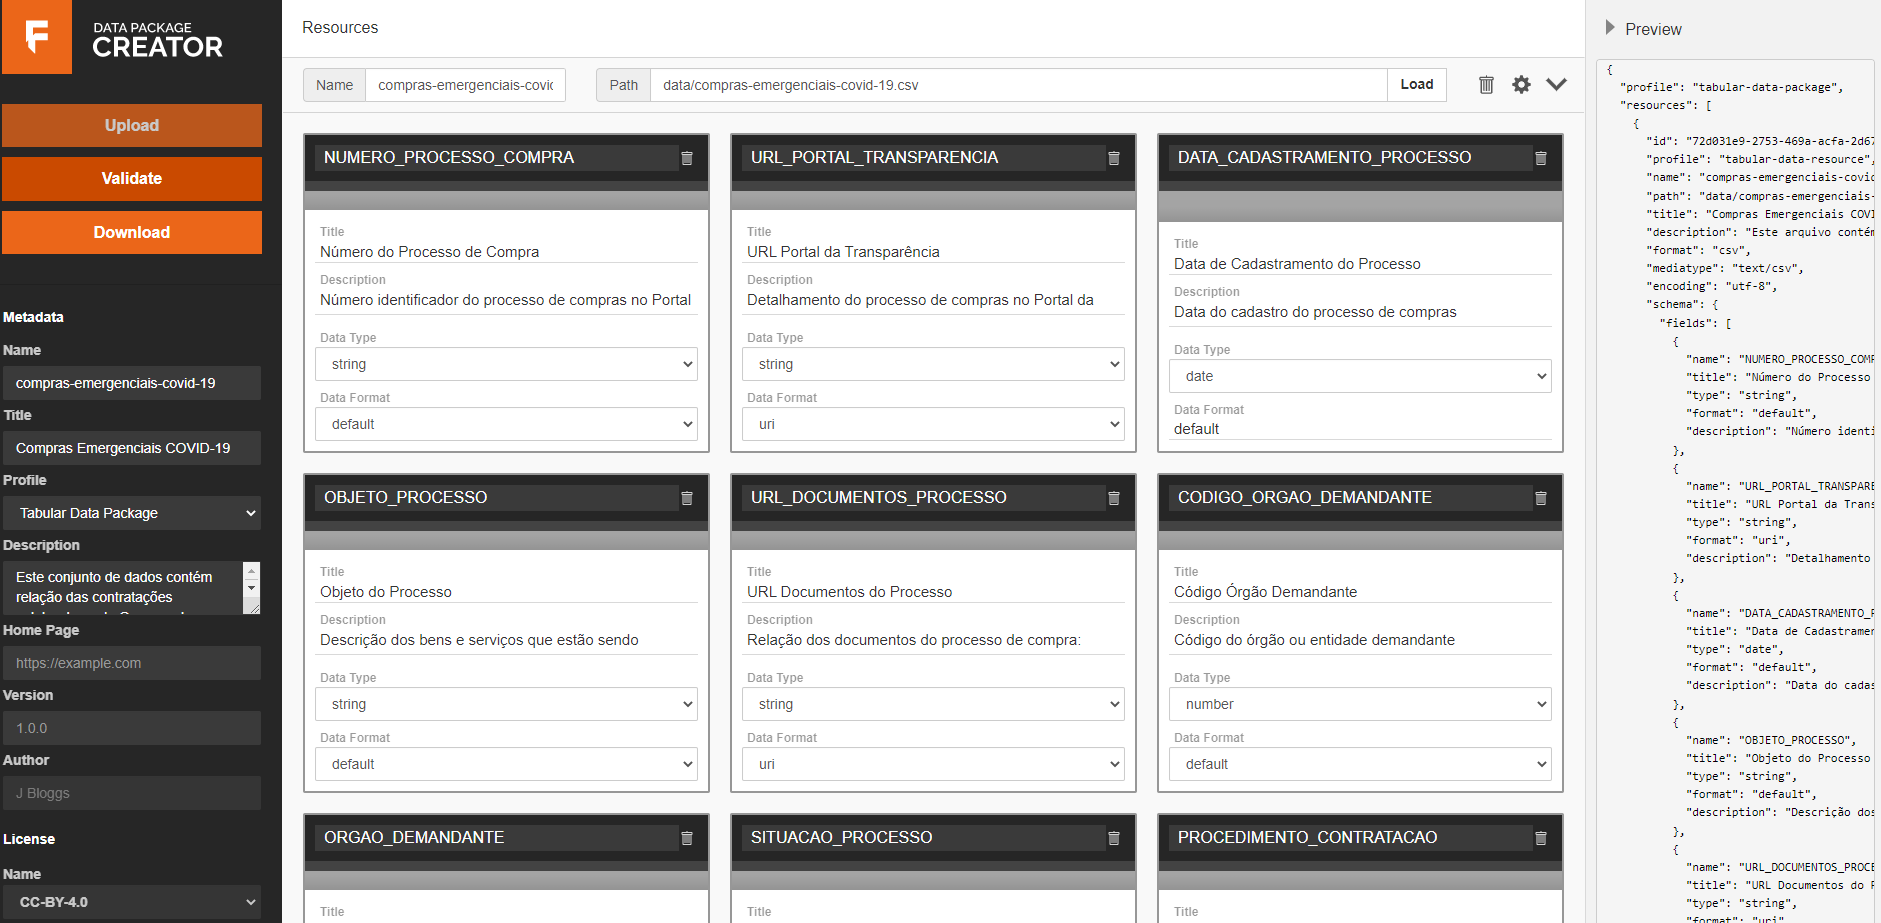 DATA PACKAGE
CREATOR
Upload
Validate
Download
Metadata
Name
compras-emergenciais-covid-19
Title
Compras Emergenciais COVID-19
Profile
Tabular Data Package
Description
Este conjunto de dados contém
relação das contratações
Home Page
https://example.com
Version
1.0.0
Author
J Bloggs
License
Name
CC-BY-4.0
Resources
Name
compras-emergenciais-covid
Path
data/compras-emergenciais-covid-19.csv
Load
NUMERO_PROCESSO_COMPRA
Title
Número do Processo de Compra
Description
Número identificador do processo de compras no Portal
Data Type
string
Data Format
default
URL_PORTAL_TRANSPARENCIA
Title
URL Portal da Transparência
Description
Detalhamento do processo de compras no Portal da
Data Type
string
Data Format
uri
DATA_CADASTRAMENTO_PROCESSO
Title
Data de Cadastramento do Processo
Description
Data do cadastro do processo de compras
Data Type
date
Data Format
default
OBJETO_PROCESSO
Title
Objeto do Processo
Description
Descrição dos bens e serviços que estão sendo
Data Type
string
Data Format
default
URL_DOCUMENTOS_PROCESSO
Title
URL Documentos do Processo
Description
Relação dos documentos do processo de compra:
Data Type
string
Data Format
uri
CODIGO_ORGAO_DEMANDANTE
Title
Código Órgão Demandante
Description
Código do órgão ou entidade demandante
Data Type
number
Data Format
default
ORGAO_DEMANDANTE
Title
SITUACAO_PROCESSO
Title
PROCEDIMENTO_CONTRATACAO
Title
Preview
{
"profile": "tabular-data-package",
"resources": [
{
"id": "72d031e9-2753-469a-acfa-2d67
"profile": "tabular-data-resource",
"name": "compras-emergenciais-covid
"path": "data/compras-emergenciais-
"title": "Compras Emergenciais COVI
"description": "Este arquivo contém
"format": "csv",
"mediatype": "text/csv",
"encoding": "utf-8",
"schema": {
"fields": [
{
"name": "NUMERO_PROCESSO_COMP
"title": "Número do Processo
"type": "string",
"format": "default",
"description": "Número identi
},
{
"name": "URL_PORTAL_TRANSPARE
"title": "URL Portal da Trans
"type": "string",
"format": "uri",
"description": "Detalhamento
},
{
"name": "DATA_CADASTRAMENTO_P
"title": "Data de Cadastramen
"type": "date",
"format": "default",
"description": "Data do cadas
},
{
"name": "OBJETO_PROCESSO",
"title": "Objeto do Processo
"type": "string",
"format": "default",
"description": "Descrição dos
},
{
"name": "URL_DOCUMENTOS_PROCE
"title": "URL Documentos do P
"type": "string",
"format": "uri"